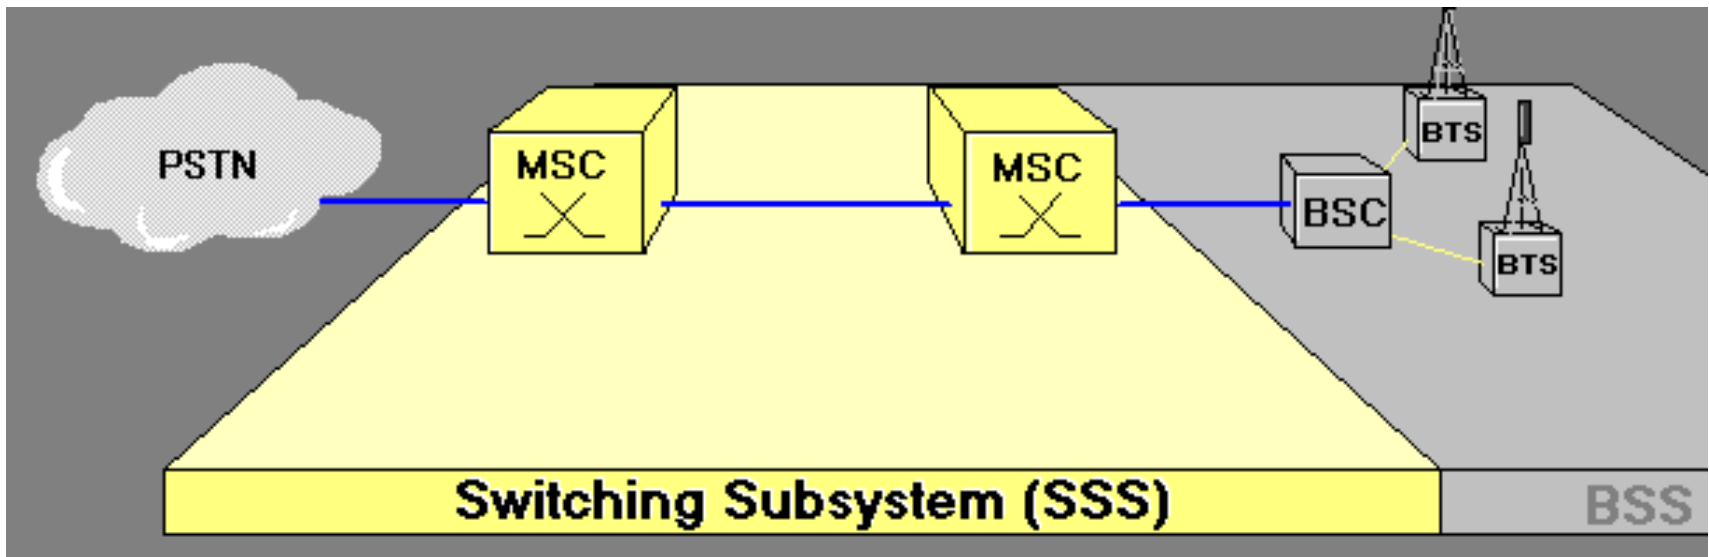 PSTN
MSC
MSC
BTS
BSC
BTS
Switching Subsystem (SSS)
BSS